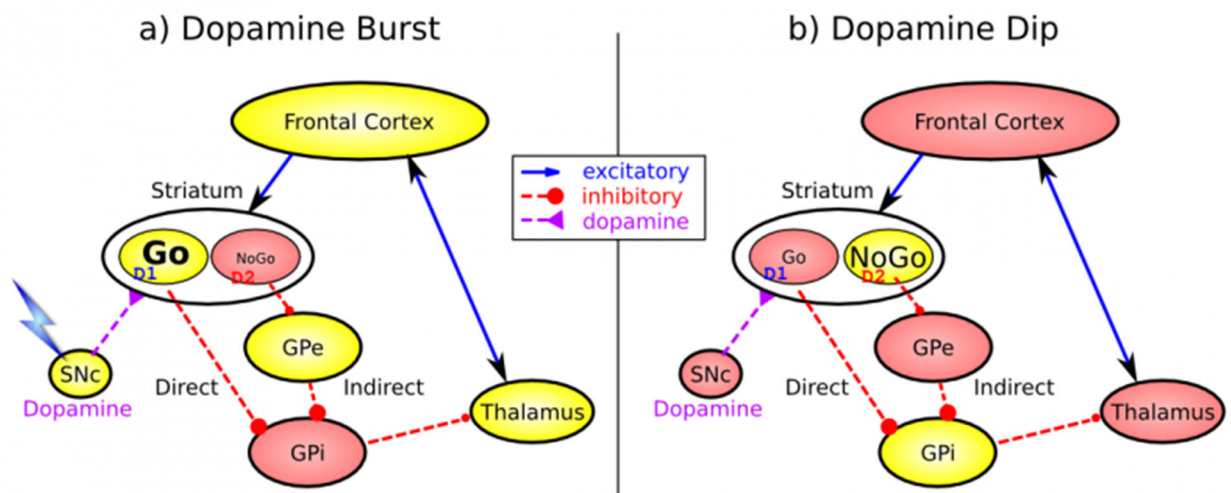 a) Dopamine Burst
Frontal Cortex
Striatum
Go
D1
NoGo
D2
GPe
SNc
Dopamine
Direct
Indirect
GPi
Thalamus
excitatory
inhibitory
dopamine
b) Dopamine Dip
Frontal Cortex
Striatum
Go
D1
NoGo
D2
GPe
SNc
Dopamine
Direct
Indirect
GPi
Thalamus